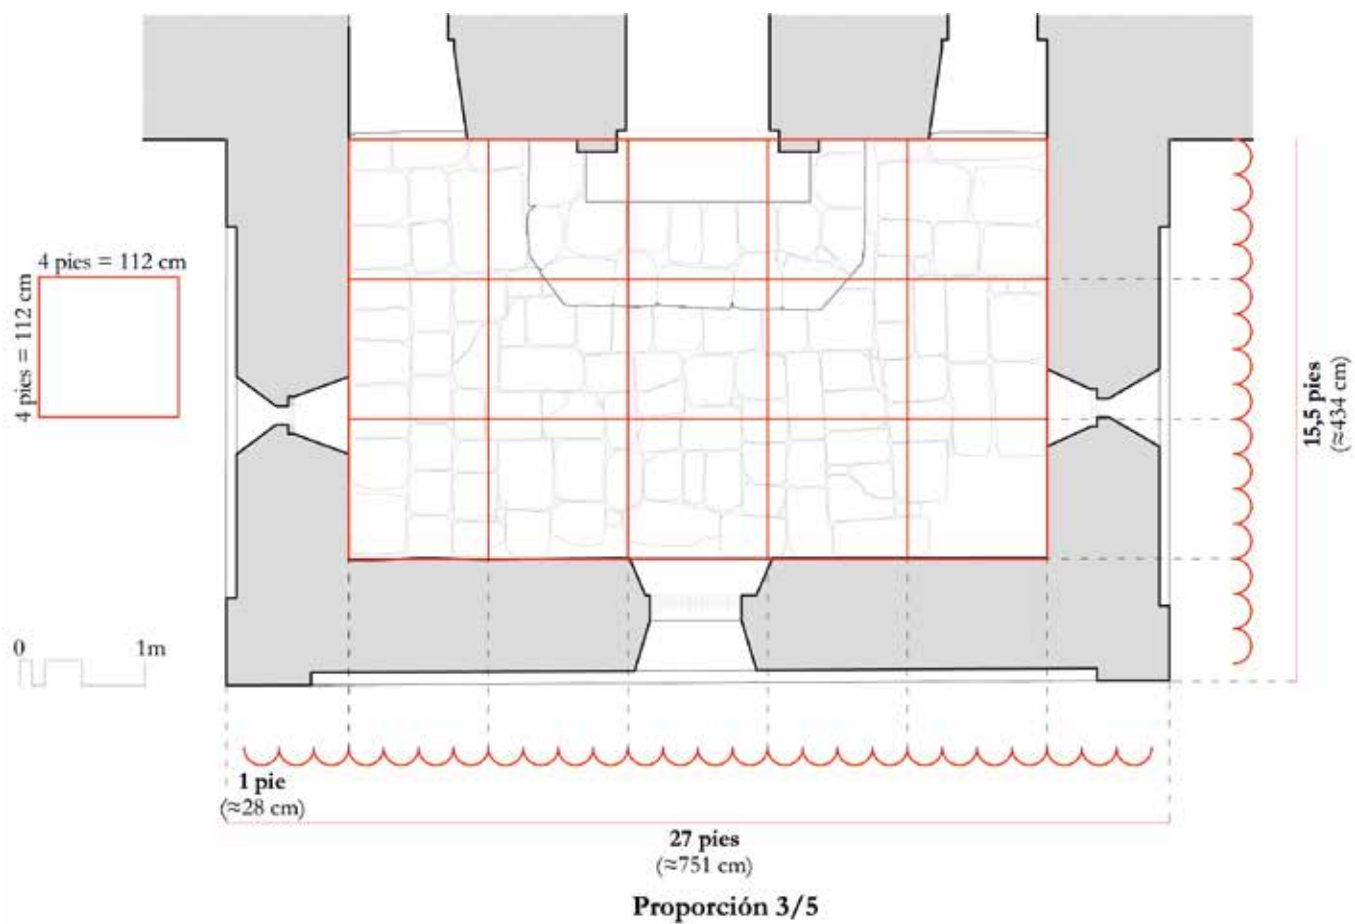 4 pies = 112 cm
4 pies = 112 cm
15,5 pies
(≈434 cm)
0 1m
1 pie
(≈28 cm)
27 pies
(≈751 cm)
Proporción 3/5